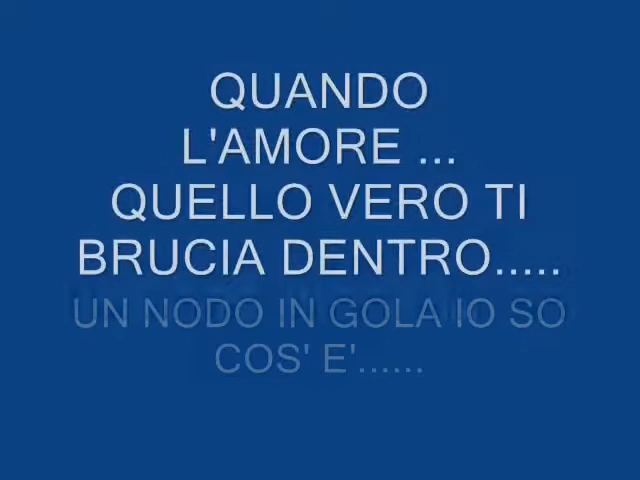 QUANDO
L'AMORE ...
QUELLO VERO TI
BRUCIA DENTRO.....
UN NODO IN GOLA IO SO
COS' E'......